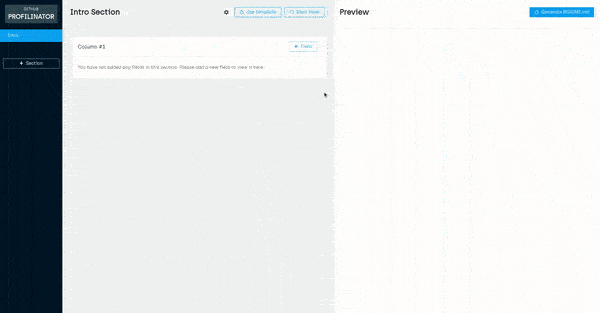 GITHUB
PROFILINATOR
Intro
+ Section
Intro Section
Use template
Start Over
Column #1
+ Field
You have not added any fields in this section. Please add a new field to view it here.
Preview
Generate README.md